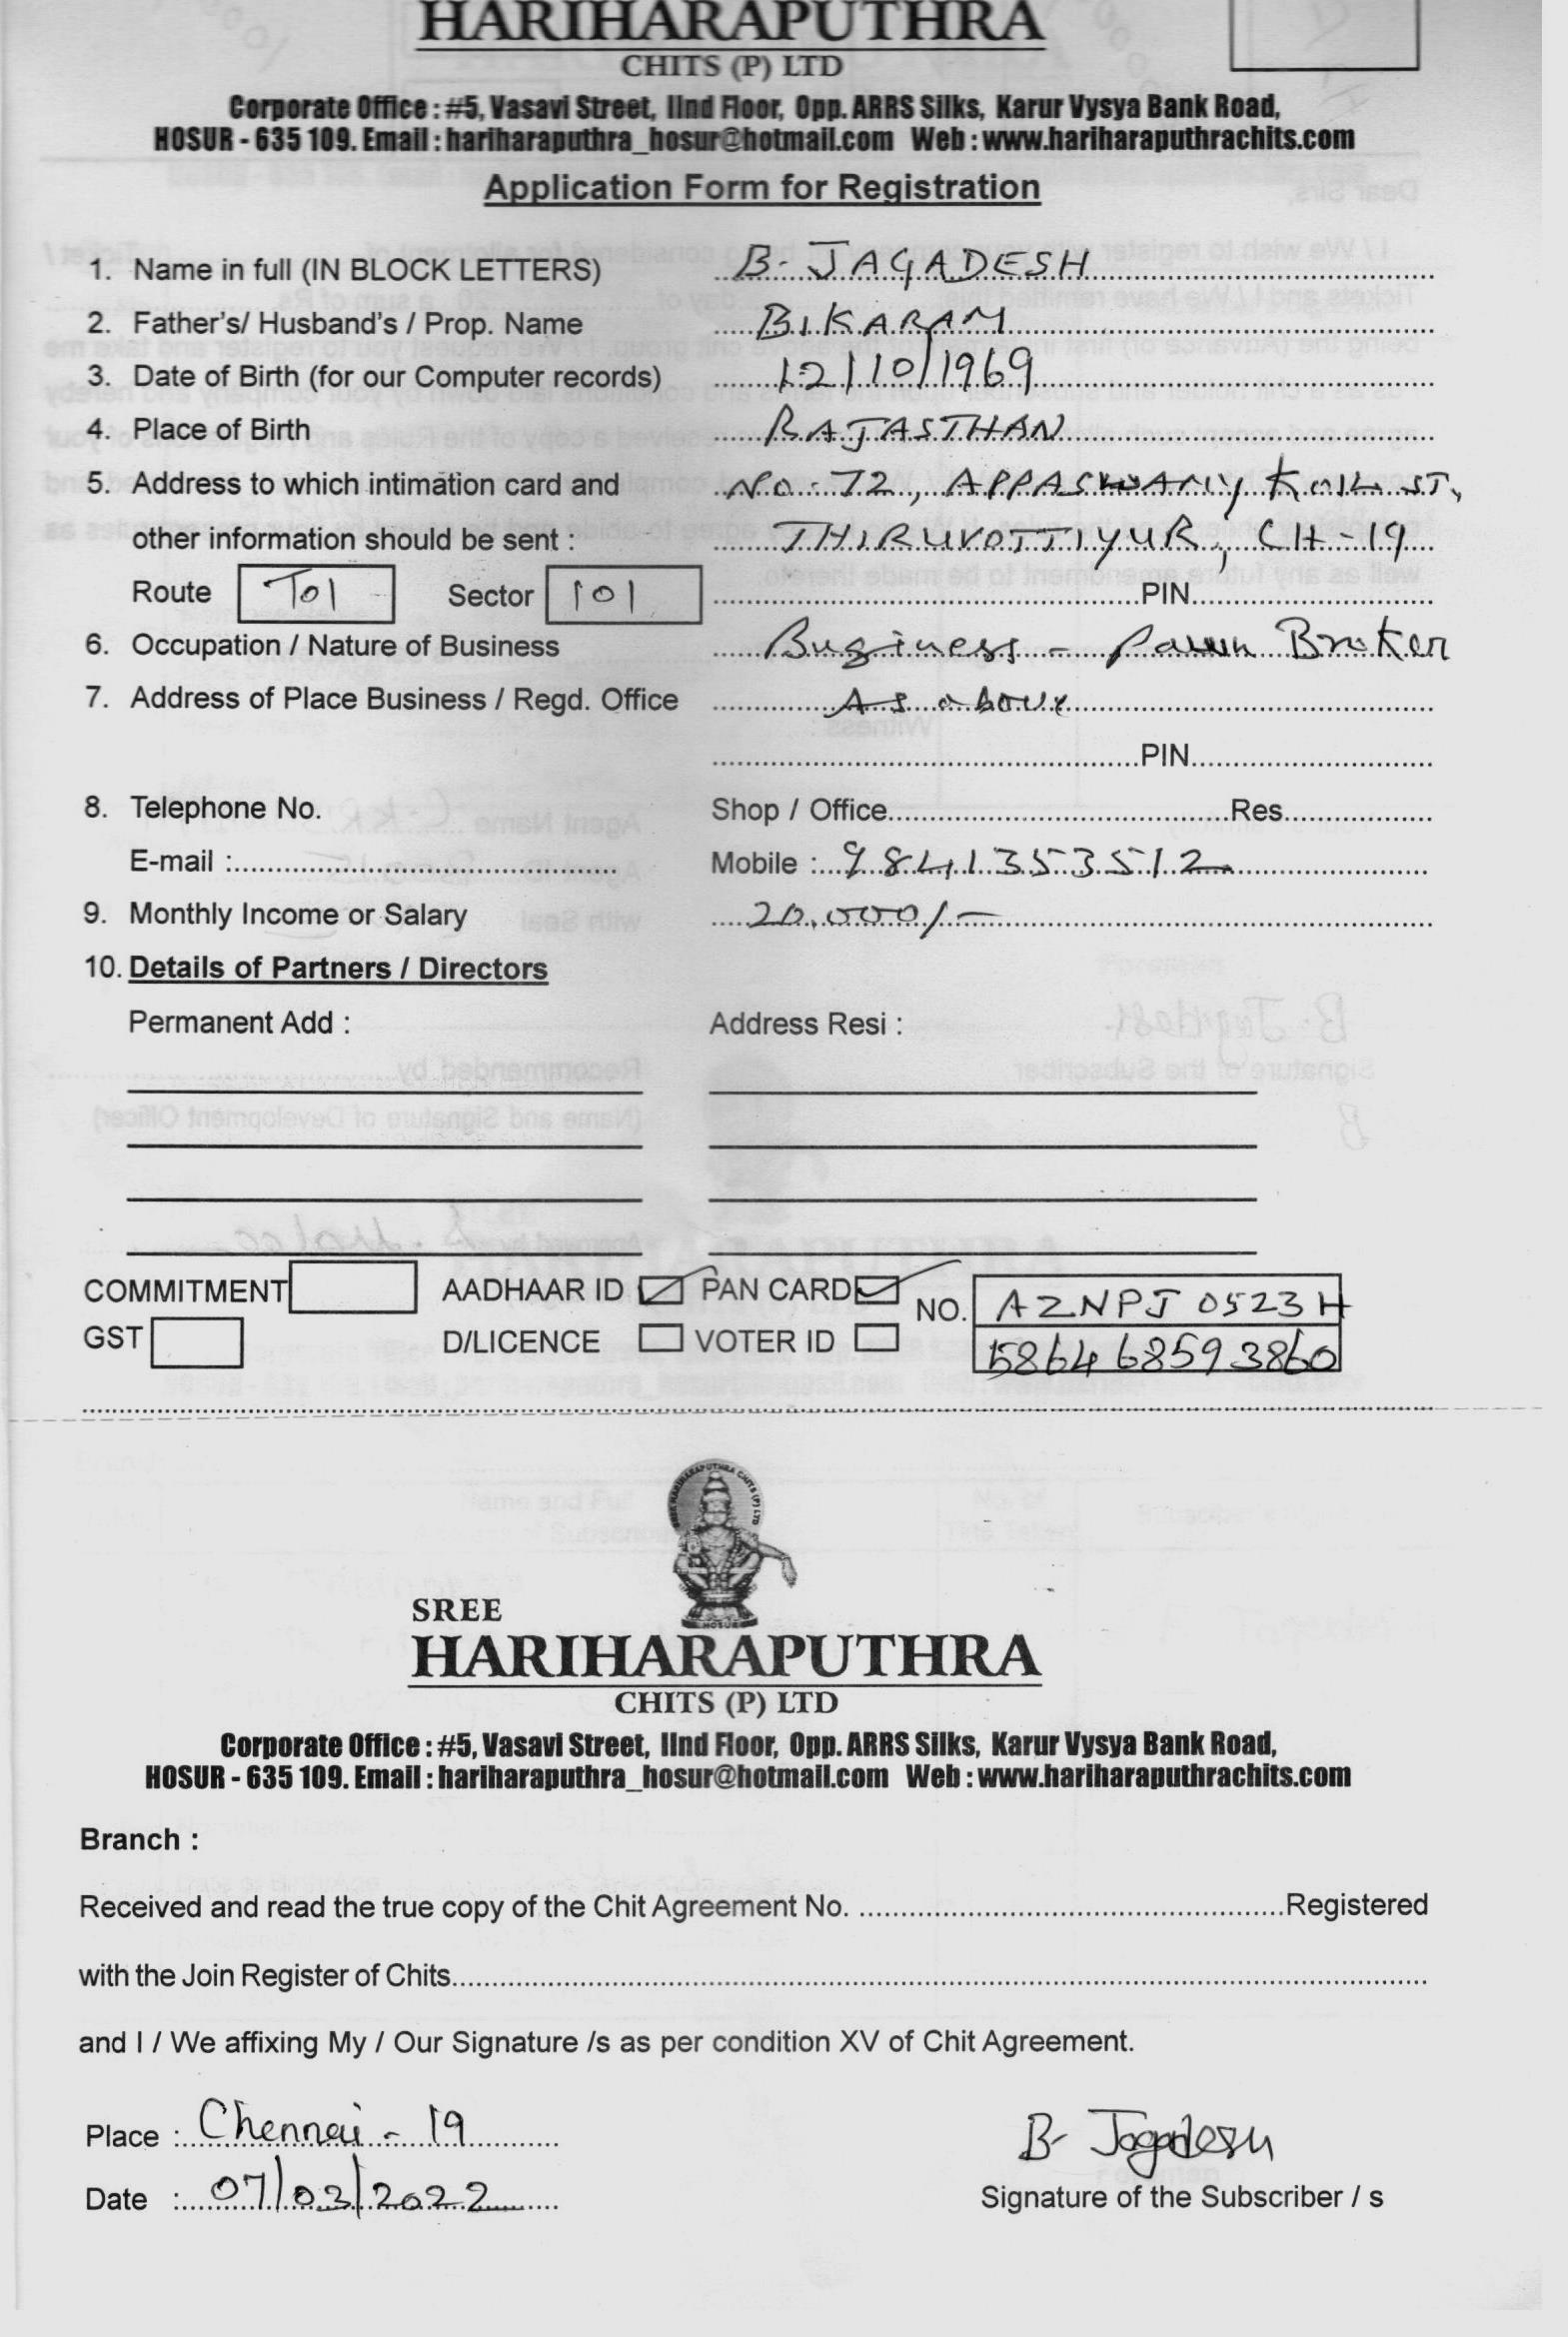 HARIHARAPUTHRA
CHITS (P) LTD
Corporate Office : #5, Vasavi Street, IInd Floor, Opp. ARRS Silks, Karur Vysya Bank Road,
HOSUR - 635 109. Email : hariharaputhra_hosur@hotmail.com Web : www.hariharaputhrachits.com
Application Form for Registration
1. Name in full (IN BLOCK LETTERS) B. JAGADESH
2. Father's/ Husband's / Prop. Name BIKARAM
3. Date of Birth (for our Computer records) 12/10/1969
4. Place of Birth RAJASTHAN
5. Address to which intimation card and No - 72, APPASWAMY KOIL ST,
other information should be sent : THIRUVOTTIYUR, CH-19
Route T01 Sector 101 PIN
6. Occupation / Nature of Business Business - Pawn Broker
7. Address of Place Business / Regd. Office As above
PIN
8. Telephone No. Shop / Office Res
E-mail : Mobile : 9841353512
9. Monthly Income or Salary 20,000/-
10. Details of Partners / Directors
Permanent Add : Address Resi :
COMMITMENT AADHAAR ID PAN CARD NO. AZNPJ 0523H
GST D/LICENCE VOTER ID 586468593860
SREE
HARIHARAPUTHRA
CHITS (P) LTD
Corporate Office : #5, Vasavi Street, IInd Floor, Opp. ARRS Silks, Karur Vysya Bank Road,
HOSUR - 635 109. Email : hariharaputhra_hosur@hotmail.com Web : www.hariharaputhrachits.com
Branch :
Received and read the true copy of the Chit Agreement No. Registered
with the Join Register of Chits
and I / We affixing My / Our Signature /s as per condition XV of Chit Agreement.
Place : Chennai - 19
B. Jagadesh
Date : 07/03/2022
Signature of the Subscriber / s